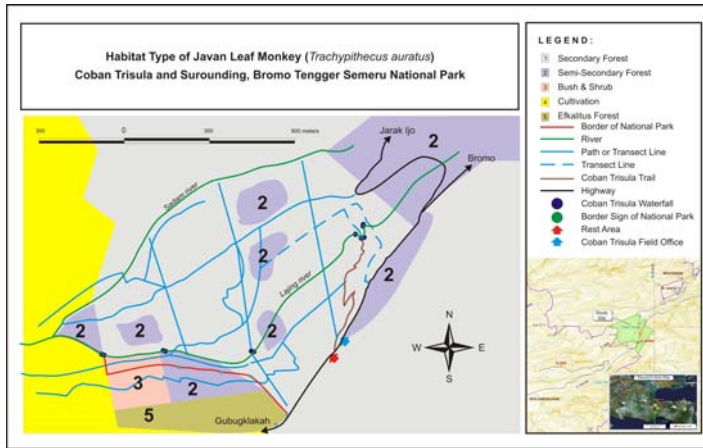 Habitat Type of Javan Leaf Monkey (Trachypithecus auratus)
Coban Trisula and Surounding, Bromo Tengger Semeru National Park
300
0
300
600 meters
Jarak Ijo
2
Bromo
Sadam river
2
2
Lajing river
2
2
2
2
3
2
5
Gubugklakah
N
W
E
S
LEGEND:
1 Secondary Forest
2 Semi-Secondary Forest
3 Bush & Shrub
4 Cultivation
5 Efkalitus Forest
Border of National Park
River
Path or Transect Line
Transect Line
Coban Trisula Trail
Highway
Coban Trisula Waterfall
Border Sign of National Park
Rest Area
Coban Trisula Field Office